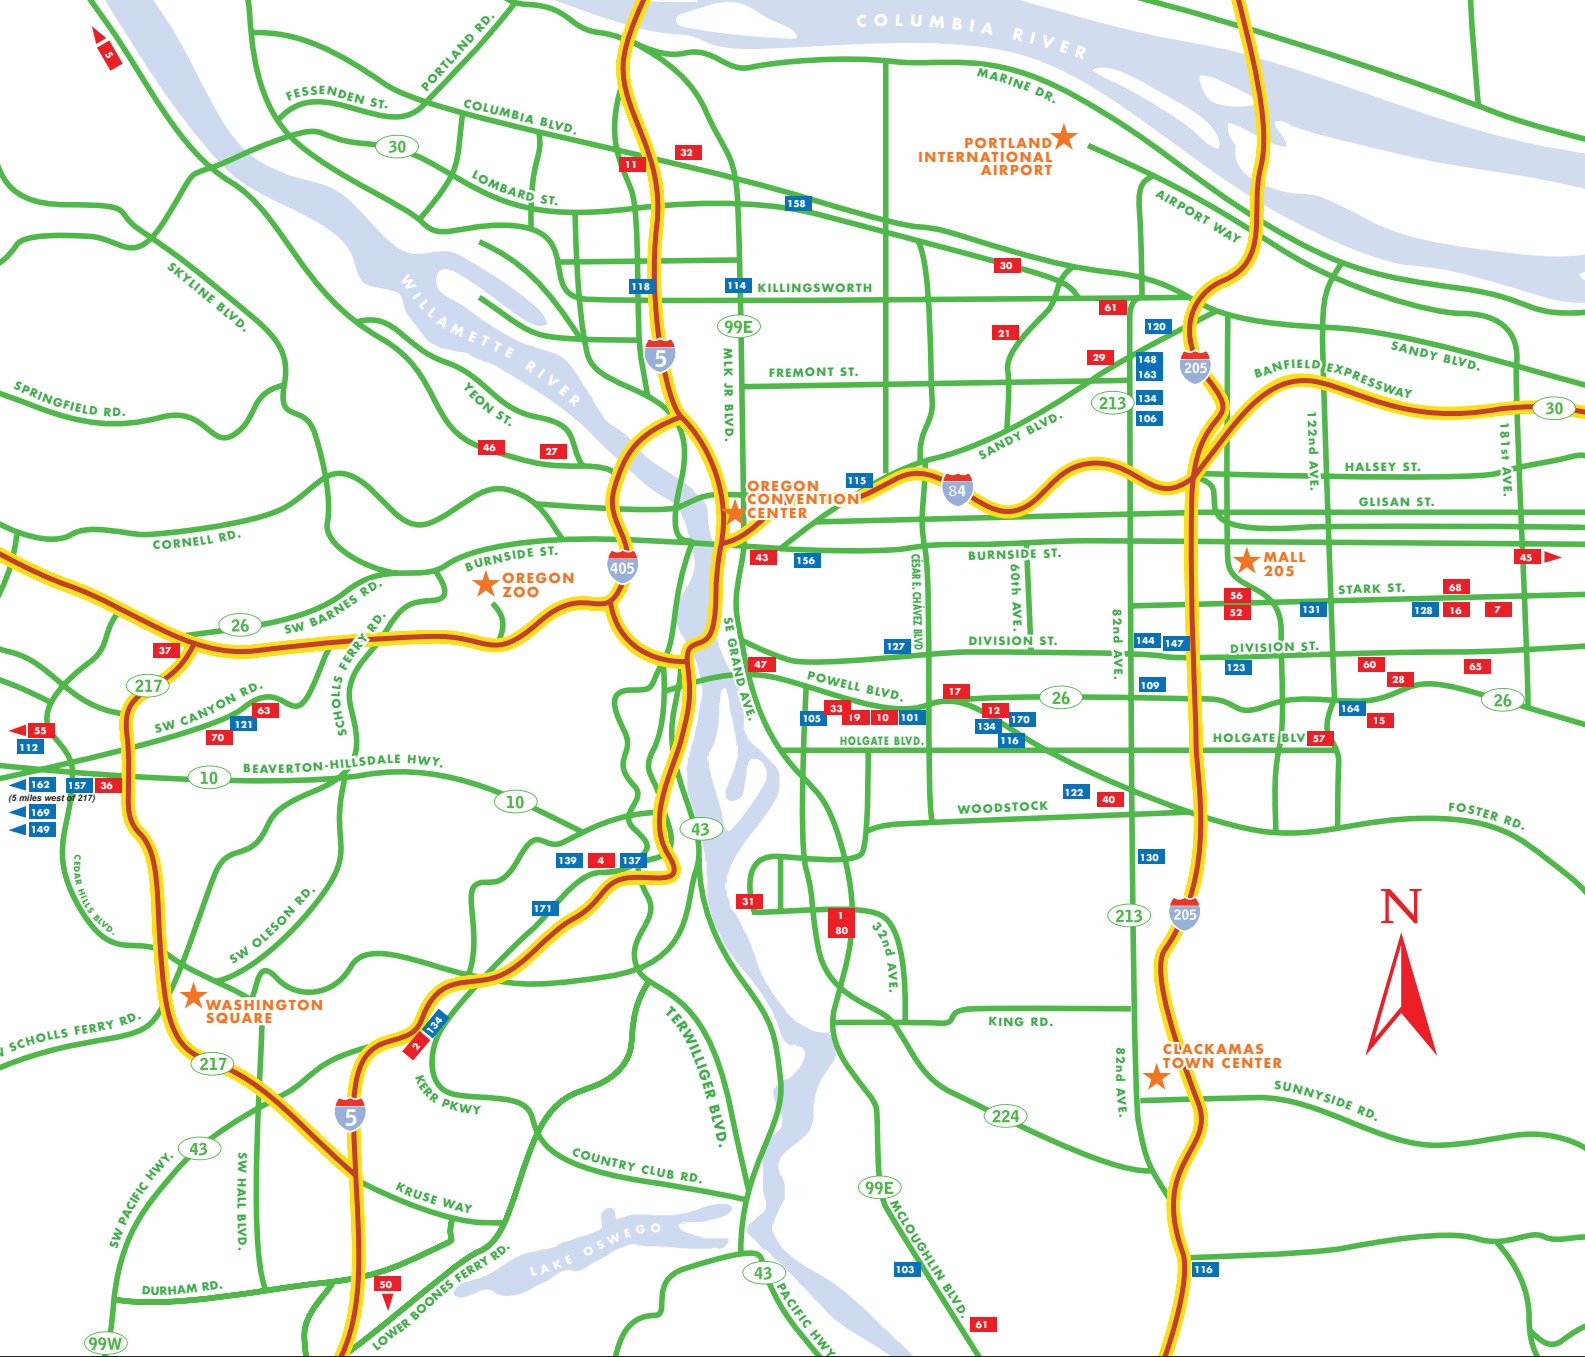 COLUMBIA RIVER
5
PORTLAND RD.
FESSENDEN ST.
COLUMBIA BLVD.
MARINE DR.
30
PORTLAND
INTERNATIONAL
AIRPORT
11
32
LOMBARD ST.
158
AIRPORT WAY
SKYLINE BLVD.
30
118
114
KILLINGSWORTH
61
WILLAMETTE RIVER
99E
120
21
5
MLK JR BLVD.
29
148
163
205
SANDY BLVD.
BANFIELD EXPRESSWAY
FREMONT ST.
SPRINGFIELD RD.
YEON ST.
213
134
106
30
46
27
SANDY BLVD.
122nd AVE.
181st AVE.
HALSEY ST.
115
84
OREGON
CONVENTION
CENTER
GLISAN ST.
CORNELL RD.
BURNSIDE ST.
405
43
156
CÉSAR E. CHÁVEZ BLVD
BURNSIDE ST.
60th AVE.
MALL
205
45
OREGON
ZOO
SW BARNES RD.
26
SCHOLLS FERRY RD.
56
52
STARK ST.
68
131
128
16
7
SE GRAND AVE.
82nd AVE.
37
127
DIVISION ST.
144
147
DIVISION ST.
47
123
60
65
28
217
POWELL BLVD.
17
26
109
26
SW CANYON RD.
63
121
70
55
112
105
33
19
10
101
12
170
134
116
164
15
HOLGATE BLVD.
HOLGATE BLV
57
BEAVERTON-HILLSDALE HWY.
10
162
157
36
(5 miles west of 217)
169
149
10
122
40
WOODSTOCK
FOSTER RD.
43
CEDAR HILLS BLVD.
139
4
137
130
171
31
1
80
32nd AVE.
213
205
N
SW OLESON RD.
WASHINGTON
SQUARE
W SCHOLLS FERRY RD.
134
2
TERWILLIGER BLVD.
KING RD.
217
CLACKAMAS
TOWN CENTER
82nd AVE.
KERR PKWY
SUNNYSIDE RD.
5
224
43
SW PACIFIC HWY.
SW HALL BLVD.
COUNTRY CLUB RD.
KRUSE WAY
99E
MCLOUGHLIN BLVD.
LAKE OSWEGO
103
116
43
DURHAM RD.
50
LOWER BOONES FERRY RD.
PACIFIC HWY
61
99W